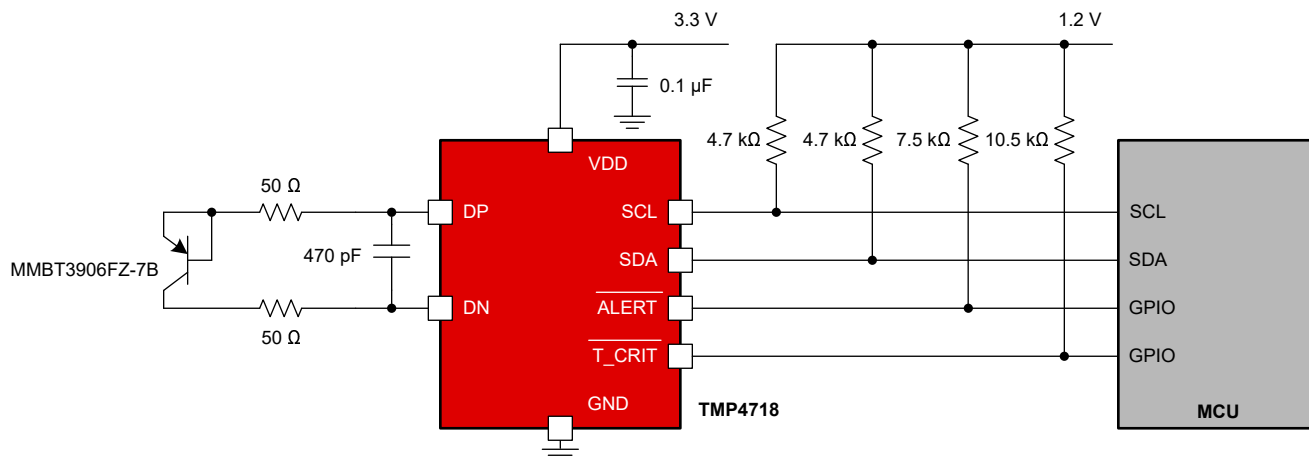 3.3 V
1.2 V
0.1 µF
4.7 kΩ
4.7 kΩ
7.5 kΩ
10.5 kΩ
VDD
50 Ω
DP
SCL
SCL
470 pF
MMBT3906FZ-7B
SDA
SDA
DN
ALERT
GPIO
50 Ω
T_CRIT
GPIO
GND
TMP4718
MCU